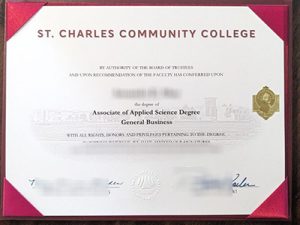 ST. CHARLES COMMUNITY COLLEGE
BY AUTHORITY OF THE BOARD OF TRUSTEES
AND UPON RECOMMENDATION OF THE FACULTY HAS CONFERRED UPON
the degree of
Associate of Applied Science Degree
General Business
WITH ALL RIGHTS, HONORS AND PRIVILEGES PERTAINING TO THE DEGREE.